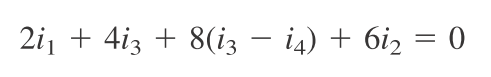 2i₁ + 4i₃ + 8(i₃ − i₄) + 6i₂ = 0